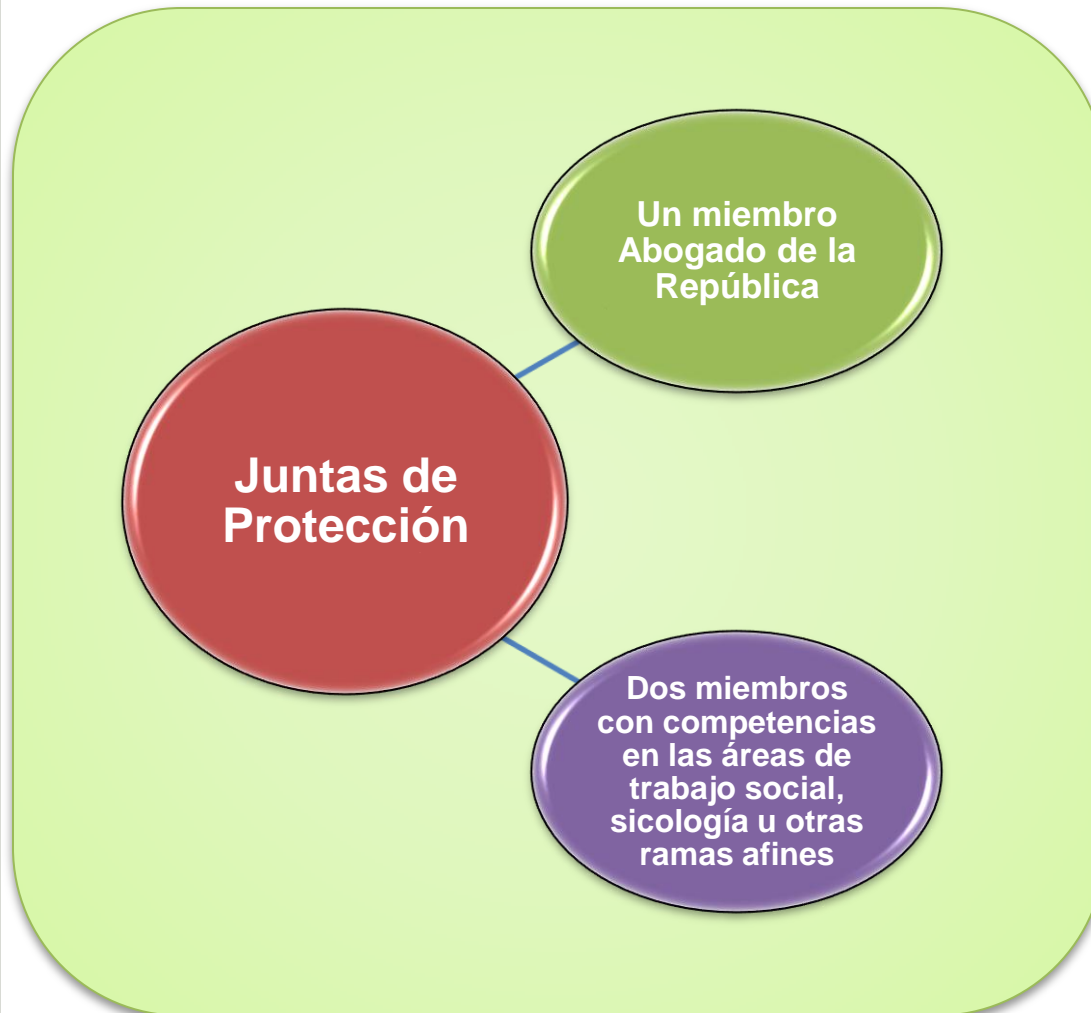 Un miembro
Abogado de la
República
Juntas de
Protección
Dos miembros
con competencias
en las áreas de
trabajo social,
sicología u otras
ramas afines